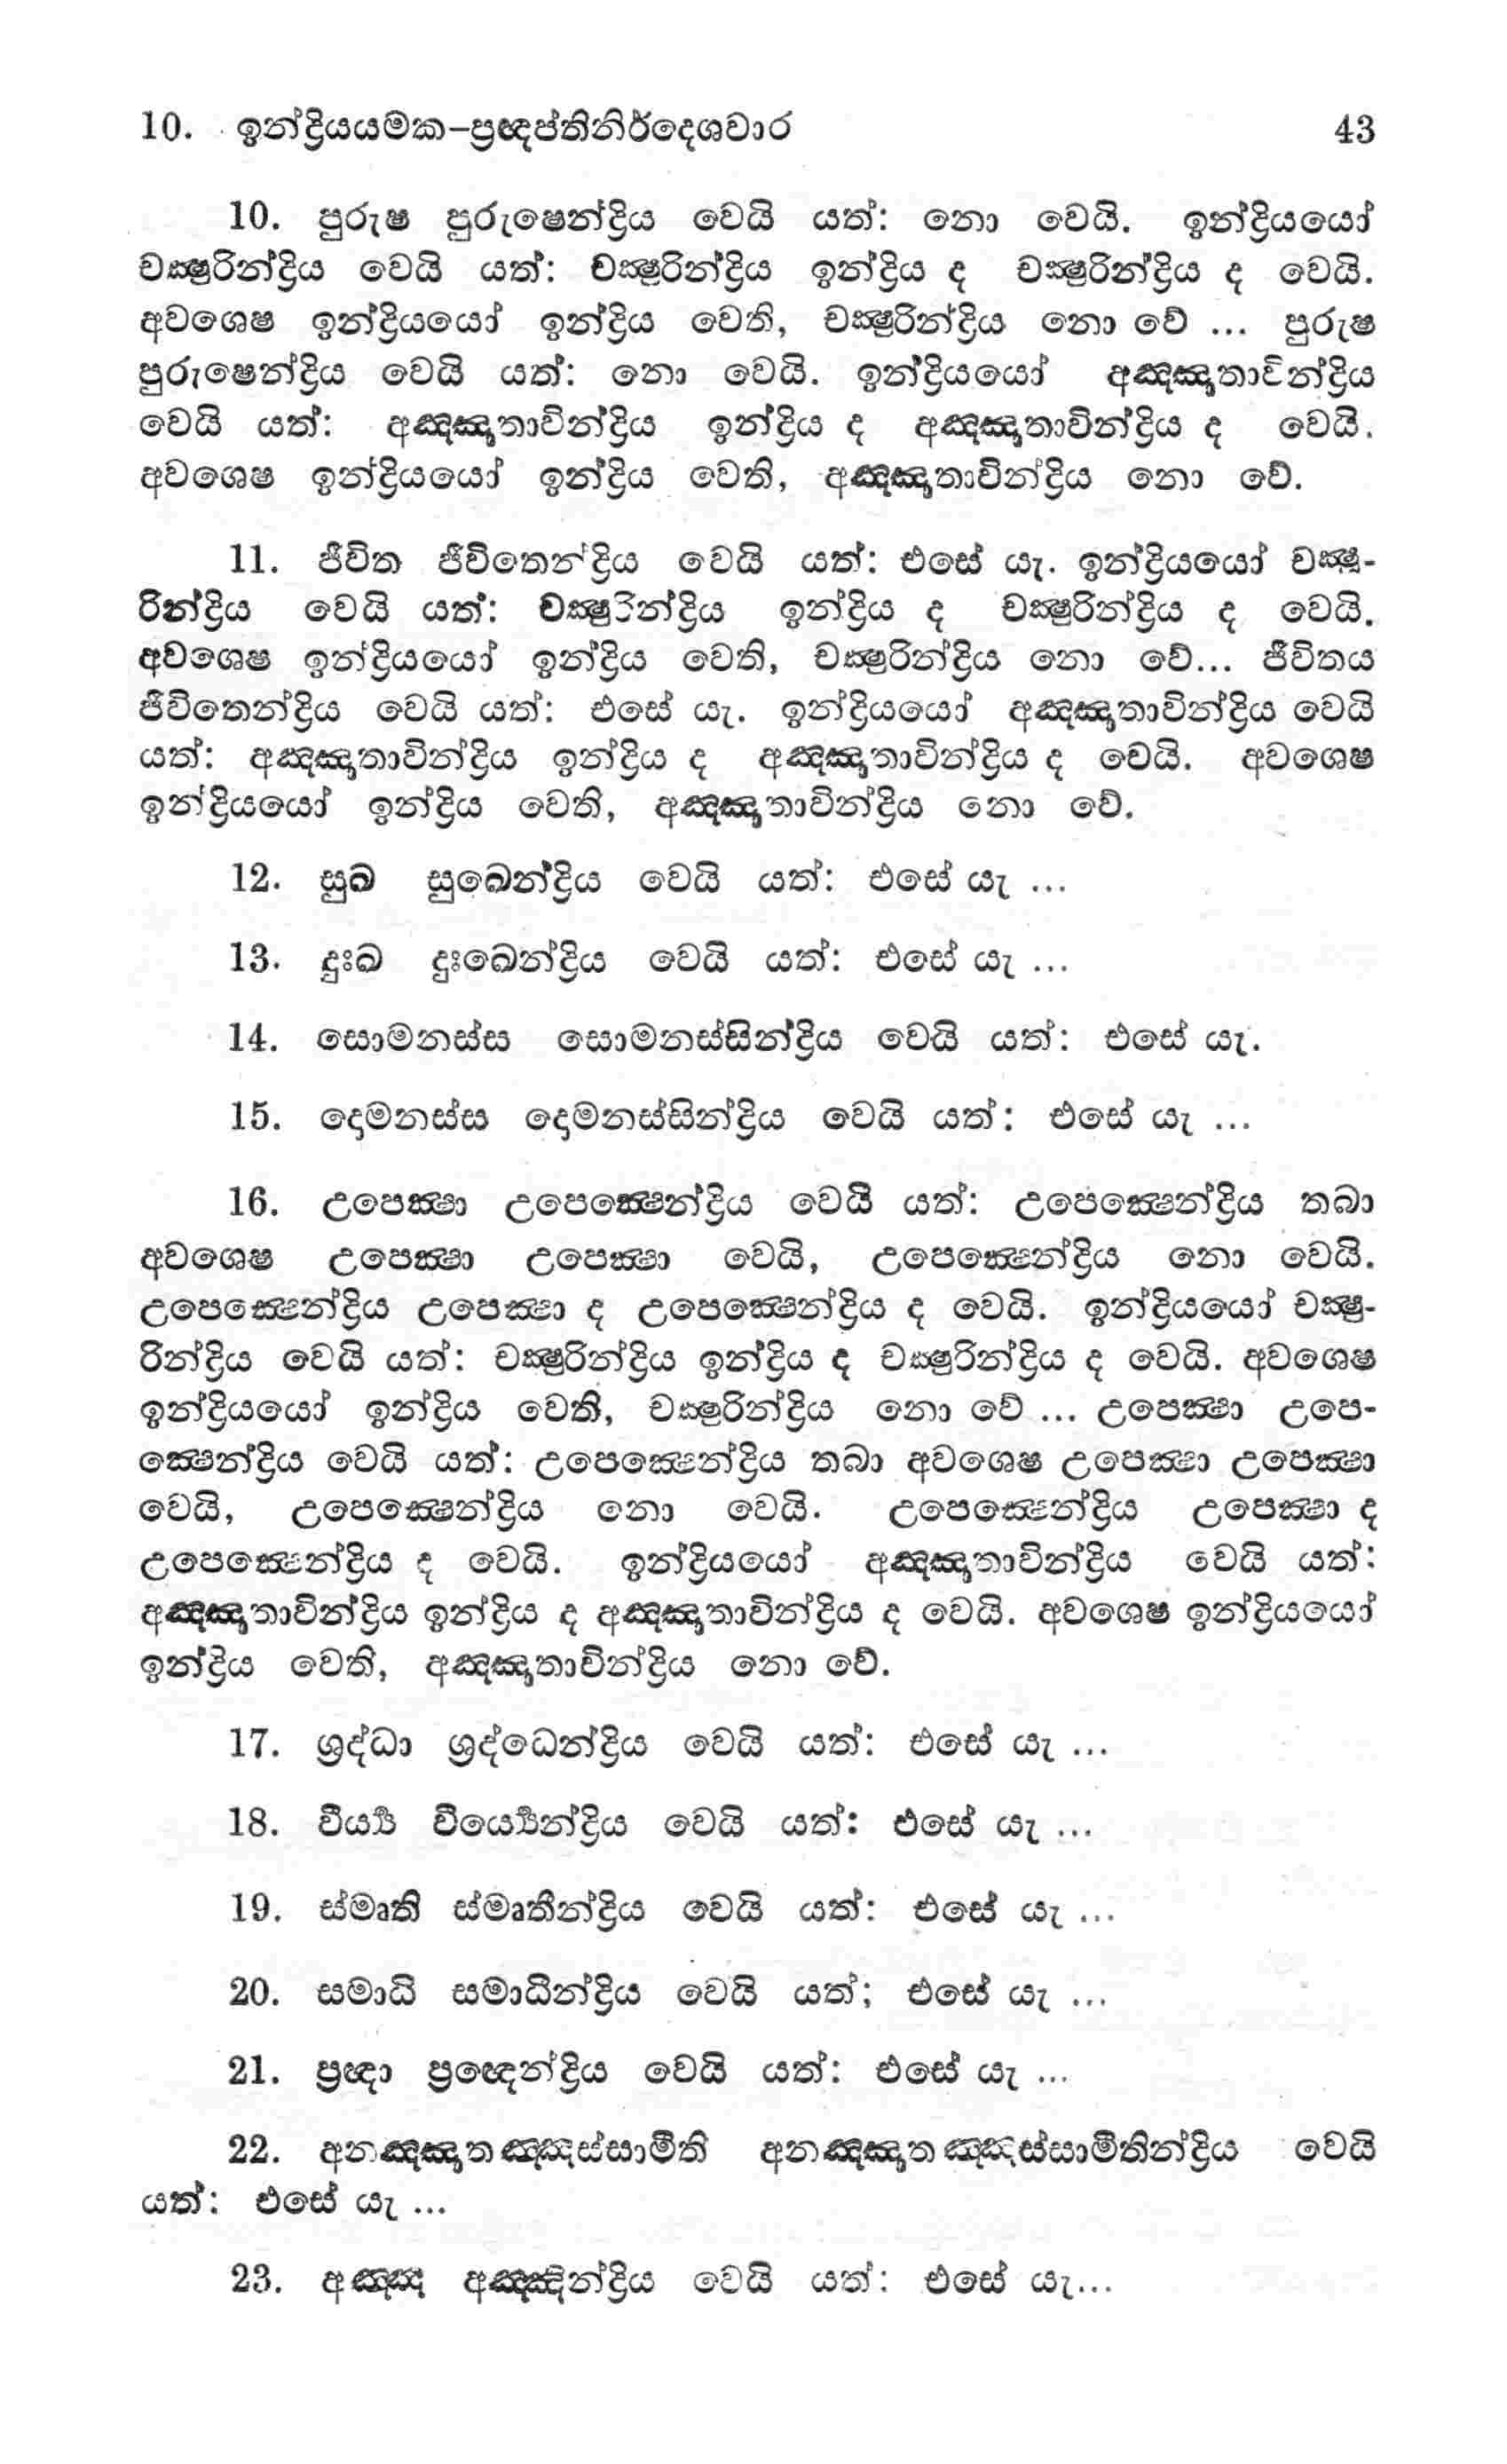 10. ඉන්ද්‍රියයමක–ප්‍රඥප්තිනිර්දෙශවාර 43
10. පුරුෂ පුරුෂෙන්ද්‍රිය වෙයි යත්: නො වෙයි. ඉන්ද්‍රියයෝ
චක්‍ෂුරින්ද්‍රිය වෙයි යත්: චක්‍ෂුරින්ද්‍රිය ඉන්ද්‍රිය ද චක්‍ෂුරින්ද්‍රිය ද වෙයි.
අවශෙෂ ඉන්ද්‍රියයෝ ඉන්ද්‍රිය වෙති, චක්‍ෂුරින්ද්‍රිය නො වේ ... පුරුෂ
පුරුෂෙන්ද්‍රිය වෙයි යත්: නො වෙයි. ඉන්ද්‍රියයෝ අඤ්ඤාතාවින්ද්‍රිය
වෙයි යත්: අඤ්ඤාතාවින්ද්‍රිය ඉන්ද්‍රිය ද අඤ්ඤාතාවින්ද්‍රිය ද වෙයි.
අවශෙෂ ඉන්ද්‍රියයෝ ඉන්ද්‍රිය වෙති, අඤ්ඤාතාවින්ද්‍රිය නො වේ.
11. ජීවිත ජීවිතෙන්ද්‍රිය වෙයි යත්: එසේ යැ. ඉන්ද්‍රියයෝ චක්‍ෂු-
රින්ද්‍රිය වෙයි යත්: චක්‍ෂුරින්ද්‍රිය ඉන්ද්‍රිය ද චක්‍ෂුරින්ද්‍රිය ද වෙයි.
අවශෙෂ ඉන්ද්‍රියයෝ ඉන්ද්‍රිය වෙති, චක්‍ෂුරින්ද්‍රිය නො වේ... ජීවිතය
ජීවිතෙන්ද්‍රිය වෙයි යත්: එසේ යැ. ඉන්ද්‍රියයෝ අඤ්ඤාතාවින්ද්‍රිය වෙයි
යත්: අඤ්ඤාතාවින්ද්‍රිය ඉන්ද්‍රිය ද අඤ්ඤාතාවින්ද්‍රිය ද වෙයි. අවශෙෂ
ඉන්ද්‍රියයෝ ඉන්ද්‍රිය වෙති, අඤ්ඤාතාවින්ද්‍රිය නො වේ.
12. සුඛ සුඛෙන්ද්‍රිය වෙයි යත්: එසේ යැ ...
13. දුඃඛ දුඃඛෙන්ද්‍රිය වෙයි යත්: එසේ යැ ...
14. සොමනස්ස සොමනස්සින්ද්‍රිය වෙයි යත්: එසේ යැ.
15. දොමනස්ස දොමනස්සින්ද්‍රිය වෙයි යත්: එසේ යැ ...
16. උපෙක්‍ෂා උපෙක්‍ෂෙන්ද්‍රිය වෙයි යත්: උපෙක්‍ෂෙන්ද්‍රිය තබා
අවශෙෂ උපෙක්‍ෂා උපෙක්‍ෂා වෙයි, උපෙක්‍ෂෙන්ද්‍රිය නො වෙයි.
උපෙක්‍ෂෙන්ද්‍රිය උපෙක්‍ෂා ද උපෙක්‍ෂෙන්ද්‍රිය ද වෙයි. ඉන්ද්‍රියයෝ චක්‍ෂු-
රින්ද්‍රිය වෙයි යත්: චක්‍ෂුරින්ද්‍රිය ඉන්ද්‍රිය ද චක්‍ෂුරින්ද්‍රිය ද වෙයි. අවශෙෂ
ඉන්ද්‍රියයෝ ඉන්ද්‍රිය වෙති, චක්‍ෂුරින්ද්‍රිය නො වේ ... උපෙක්‍ෂා උපෙ-
ක්‍ෂෙන්ද්‍රිය වෙයි යත්: උපෙක්‍ෂෙන්ද්‍රිය තබා අවශෙෂ උපෙක්‍ෂා උපෙක්‍ෂා
වෙයි, උපෙක්‍ෂෙන්ද්‍රිය නො වෙයි. උපෙක්‍ෂෙන්ද්‍රිය උපෙක්‍ෂා ද
උපෙක්‍ෂෙන්ද්‍රිය ද වෙයි. ඉන්ද්‍රියයෝ අඤ්ඤාතාවින්ද්‍රිය වෙයි යත්:
අඤ්ඤාතාවින්ද්‍රිය ඉන්ද්‍රිය ද අඤ්ඤාතාවින්ද්‍රිය ද වෙයි. අවශෙෂ ඉන්ද්‍රියයෝ
ඉන්ද්‍රිය වෙති, අඤ්ඤාතාවින්ද්‍රිය නො වේ.
17. ශ්‍රද්ධා ශ්‍රද්ධෙන්ද්‍රිය වෙයි යත්: එසේ යැ ...
18. වීර්‍ය්‍ය වීර්‍ය්‍යෙන්ද්‍රිය වෙයි යත්: එසේ යැ ...
19. ස්මෘති ස්මෘතීන්ද්‍රිය වෙයි යත්: එසේ යැ ...
20. සමාධි සමාධීන්ද්‍රිය වෙයි යත්; එසේ යැ ...
21. ප්‍රඥා ප්‍රඥෙන්ද්‍රිය වෙයි යත්: එසේ යැ ...
22. අනඤ්ඤාතඤ්ඤස්සාමීති අනඤ්ඤාතඤ්ඤස්සාමීතින්ද්‍රිය වෙයි
යත්: එසේ යැ ...
23. අඤ්ඤ අඤ්ඤින්ද්‍රිය වෙයි යත්: එසේ යැ...